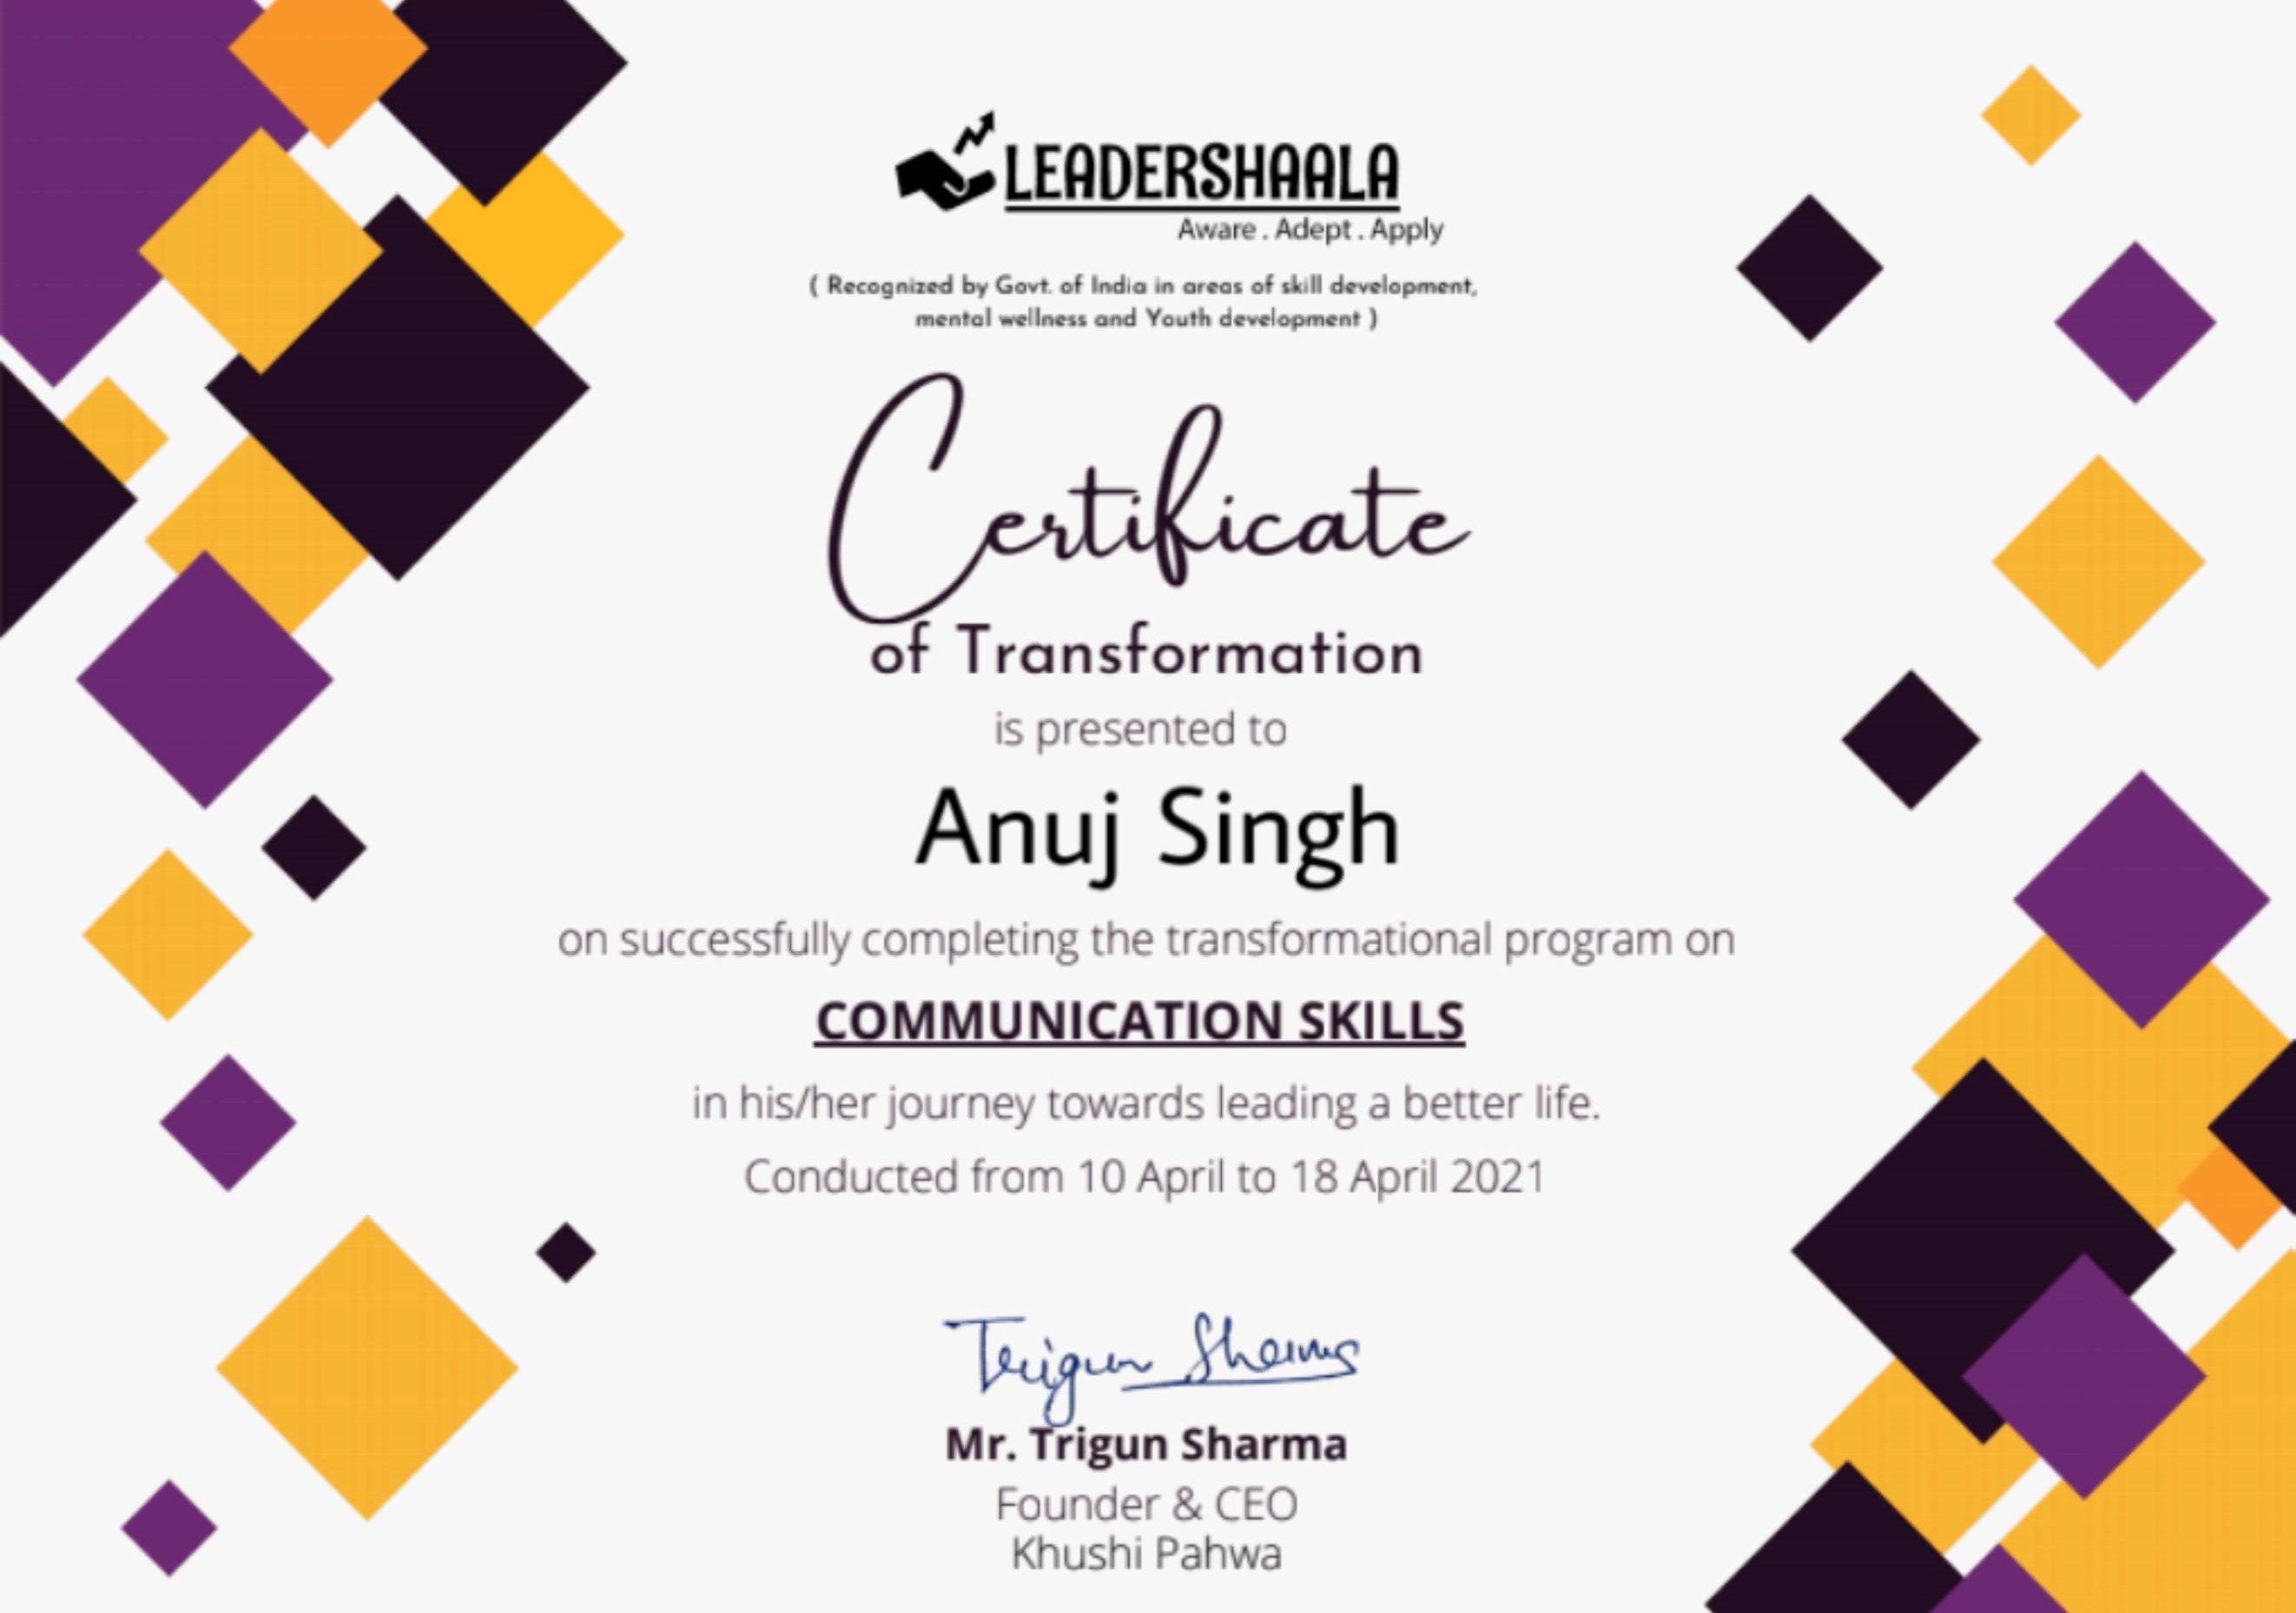 LEADERSHAALA
Aware . Adept . Apply
( Recognized by Govt. of India in areas of skill development,
mental wellness and Youth development )
Certificate
of Transformation
is presented to
Anuj Singh
on successfully completing the transformational program on
COMMUNICATION SKILLS
in his/her journey towards leading a better life.
Conducted from 10 April to 18 April 2021
Trigun Sharma
Mr. Trigun Sharma
Founder & CEO
Khushi Pahwa